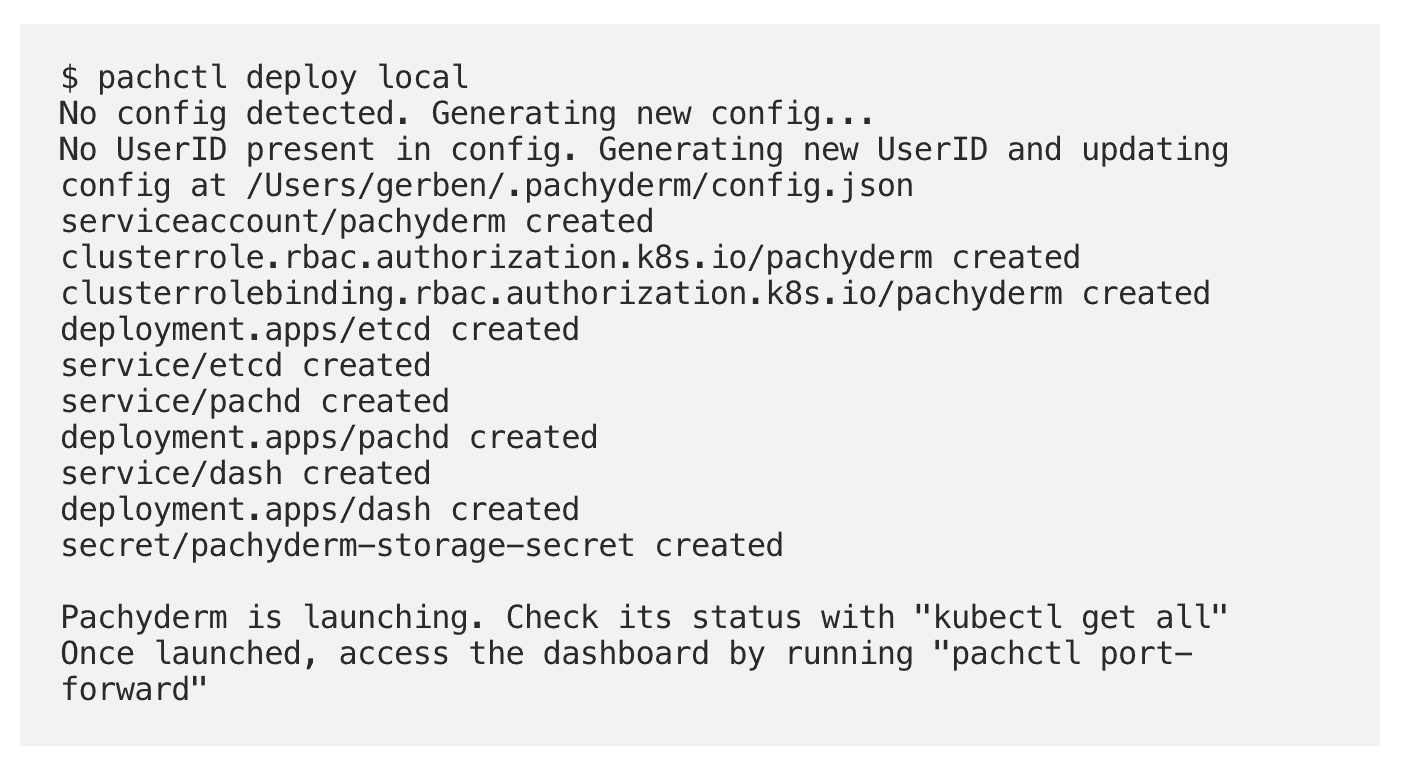 $ pachctl deploy local
No config detected. Generating new config...
No UserID present in config. Generating new UserID and updating
config at /Users/gerben/.pachyderm/config.json
serviceaccount/pachyderm created
clusterrole.rbac.authorization.k8s.io/pachyderm created
clusterrolebinding.rbac.authorization.k8s.io/pachyderm created
deployment.apps/etcd created
service/etcd created
service/pachd created
deployment.apps/pachd created
service/dash created
deployment.apps/dash created
secret/pachyderm-storage-secret created

Pachyderm is launching. Check its status with "kubectl get all"
Once launched, access the dashboard by running "pachctl port-
forward"